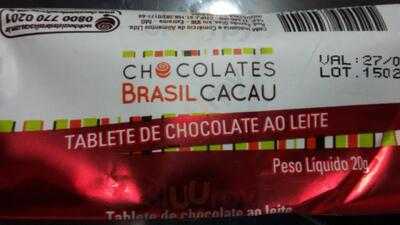 0800 770 0201
VAL: 27/0
LOT. 1502
CHOCOLATES
BRASIL CACAU
TABLETE DE CHOCOLATE AO LEITE
Peso Líquido 20g
Tablete de chocolate ao leite